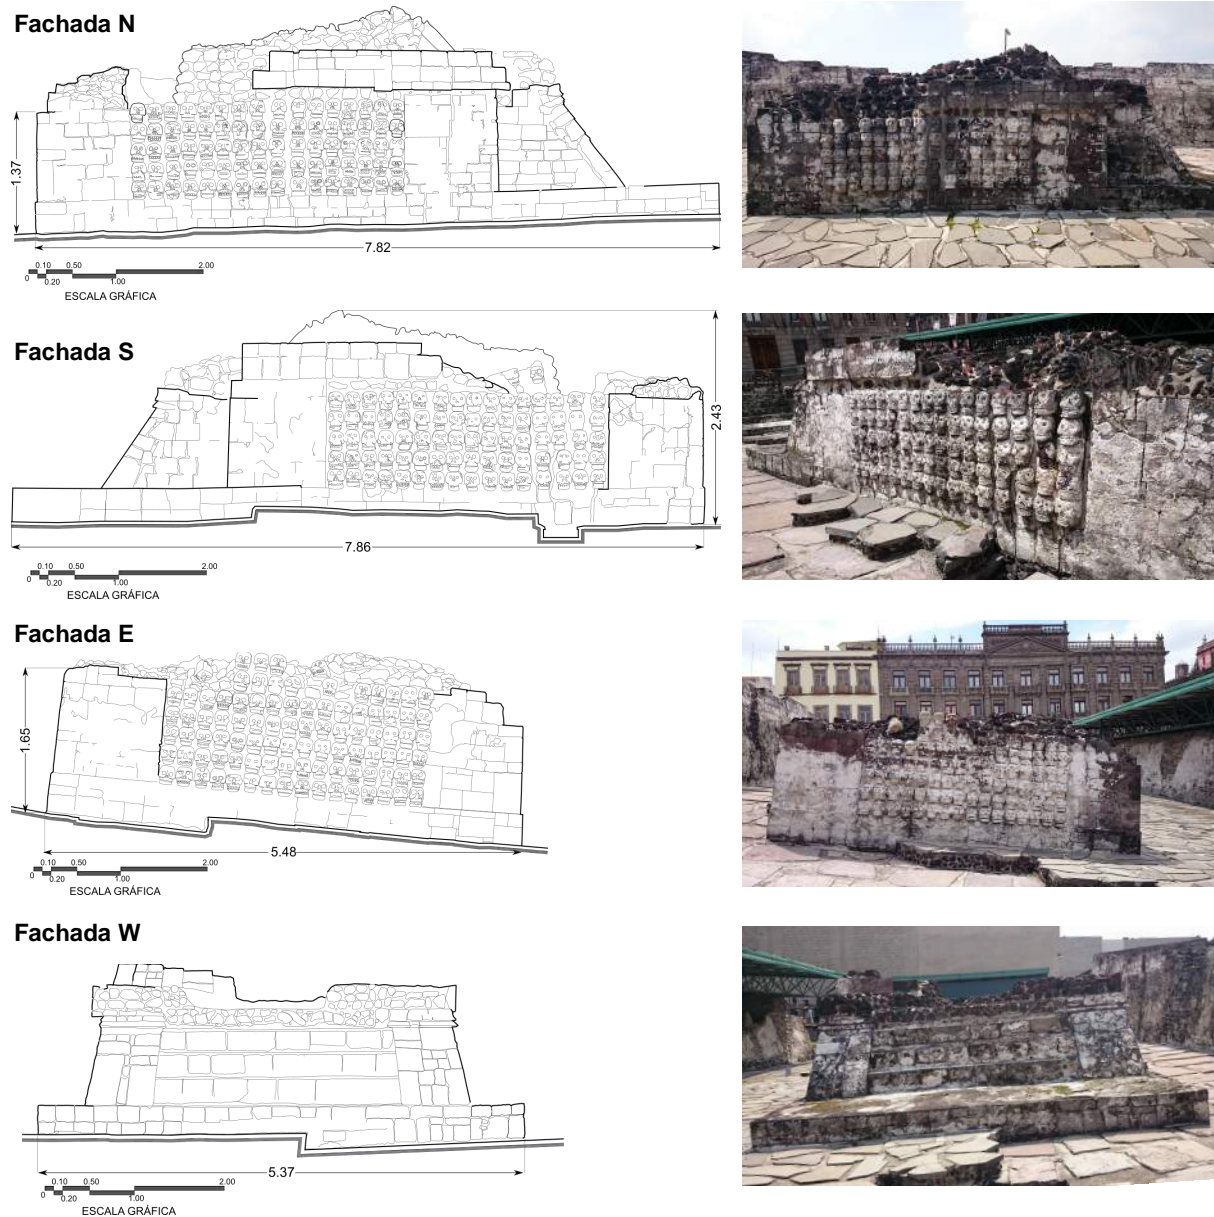 Fachada N
1.37
7.82
0.10 0.50 2.00
0 0.20 1.00
ESCALA GRÁFICA
Fachada S
2.43
7.86
0.10 0.50 2.00
0 0.20 1.00
ESCALA GRÁFICA
Fachada E
1.65
5.48
0.10 0.50 2.00
0 0.20 1.00
ESCALA GRÁFICA
Fachada W
5.37
0.10 0.50 2.00
0 0.20 1.00
ESCALA GRÁFICA